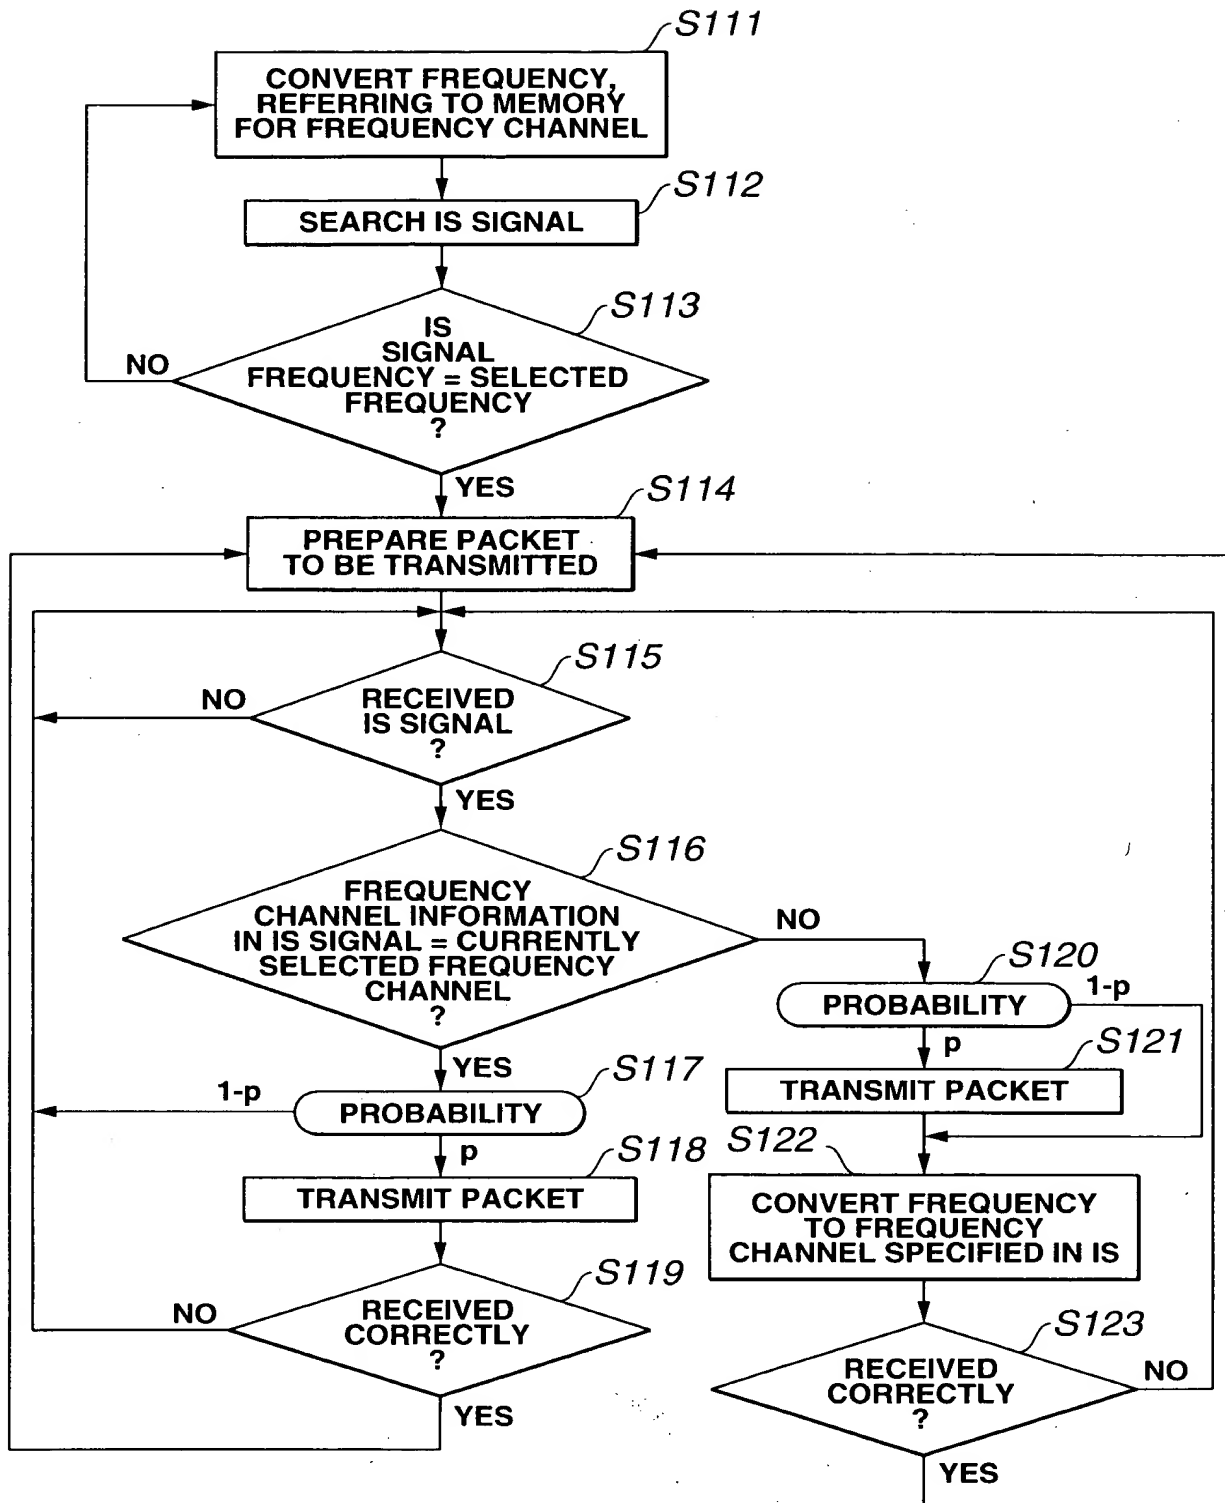 S111
CONVERT FREQUENCY,
REFERRING TO MEMORY
FOR FREQUENCY CHANNEL
S112
SEARCH IS SIGNAL
S113
IS
SIGNAL
FREQUENCY = SELECTED
FREQUENCY
?
NO
YES
S114
PREPARE PACKET
TO BE TRANSMITTED
S115
NO
RECEIVED
IS SIGNAL
?
YES
S116
FREQUENCY
CHANNEL INFORMATION
IN IS SIGNAL = CURRENTLY
SELECTED FREQUENCY
CHANNEL
?
NO
YES
S117
1-p
PROBABILITY
p
S118
TRANSMIT PACKET
S119
NO
RECEIVED
CORRECTLY
?
YES
S120
PROBABILITY
1-p
p
S121
TRANSMIT PACKET
S122
CONVERT FREQUENCY
TO FREQUENCY
CHANNEL SPECIFIED IN IS
S123
RECEIVED
CORRECTLY
?
NO
YES